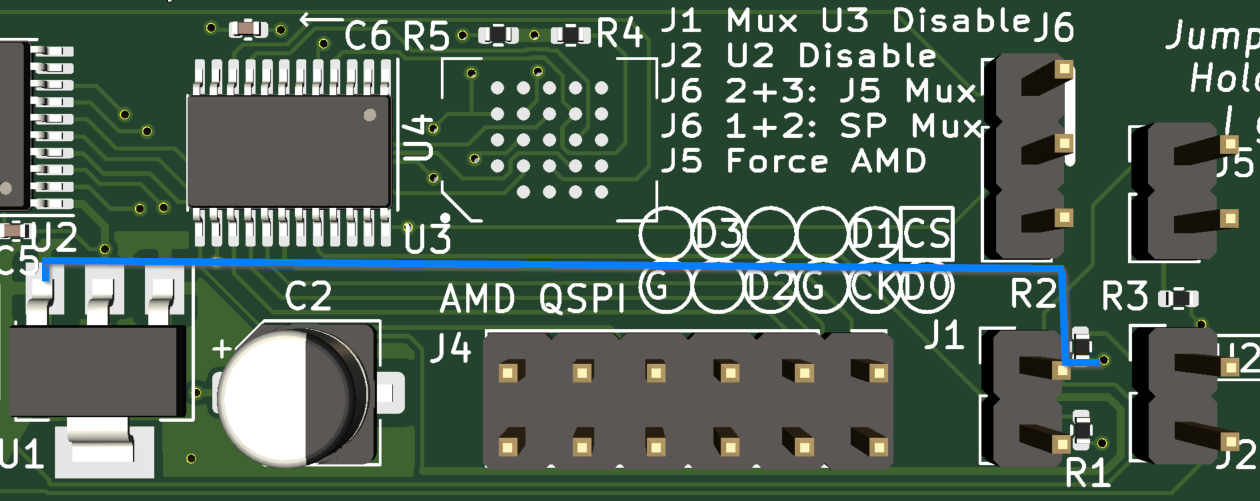 C6 R5 R4
J1 Mux U3 Disable
J2 U2 Disable
J6 2+3: J5 Mux
J6 1+2: SP Mux
J5 Force AMD
J6
Jump
Hol
J5
U4
U2
U3
C5
D3 D1 CS
G D2 G CK D0
AMD QSPI
C2
+
J4
J1
R2
R3
U2
U1
R1
J2